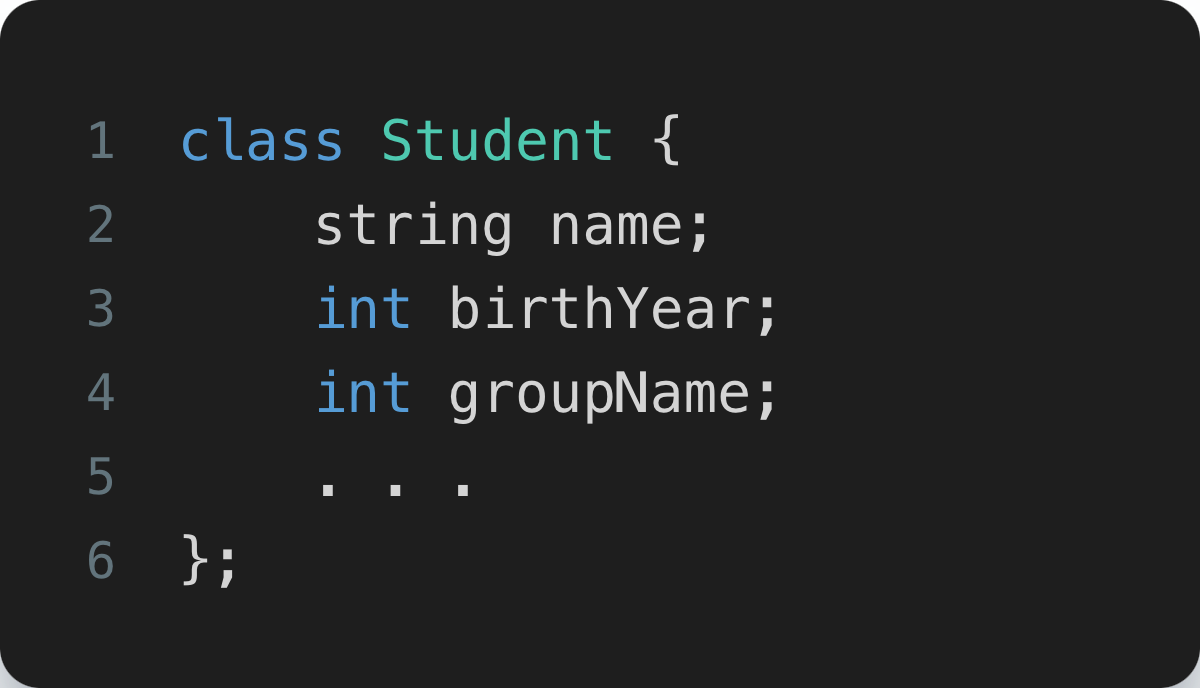 1 class Student {
2     string name;
3     int birthYear;
4     int groupName;
5     . . .
6 };